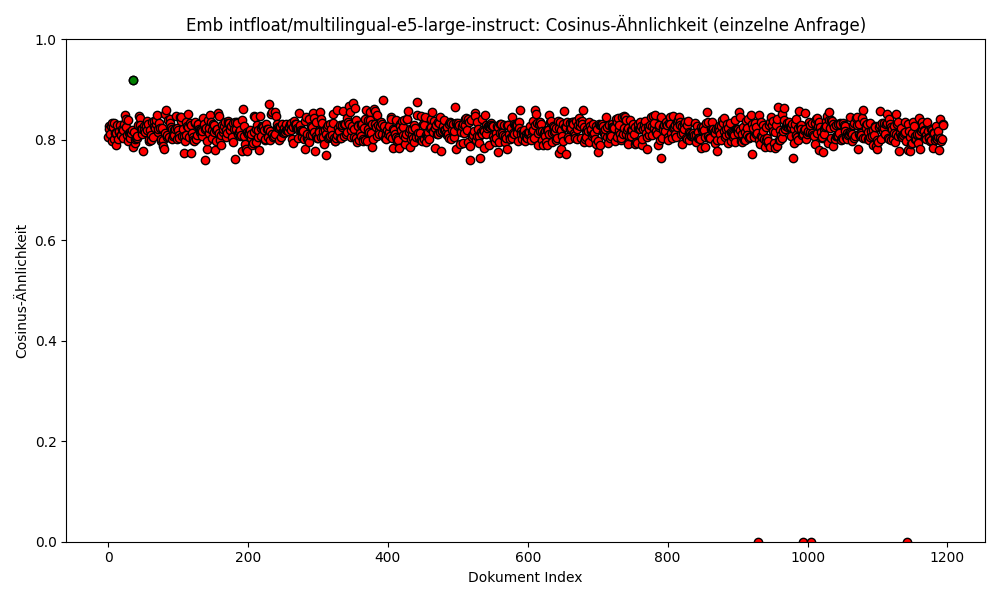 Emb intfloat/multilingual-e5-large-instruct: Cosinus-Ähnlichkeit (einzelne Anfrage)
1.0
0.8
0.6
0.4
0.2
0.0
Cosinus-Ähnlichkeit
0 200 400 600 800 1000 1200
Dokument Index